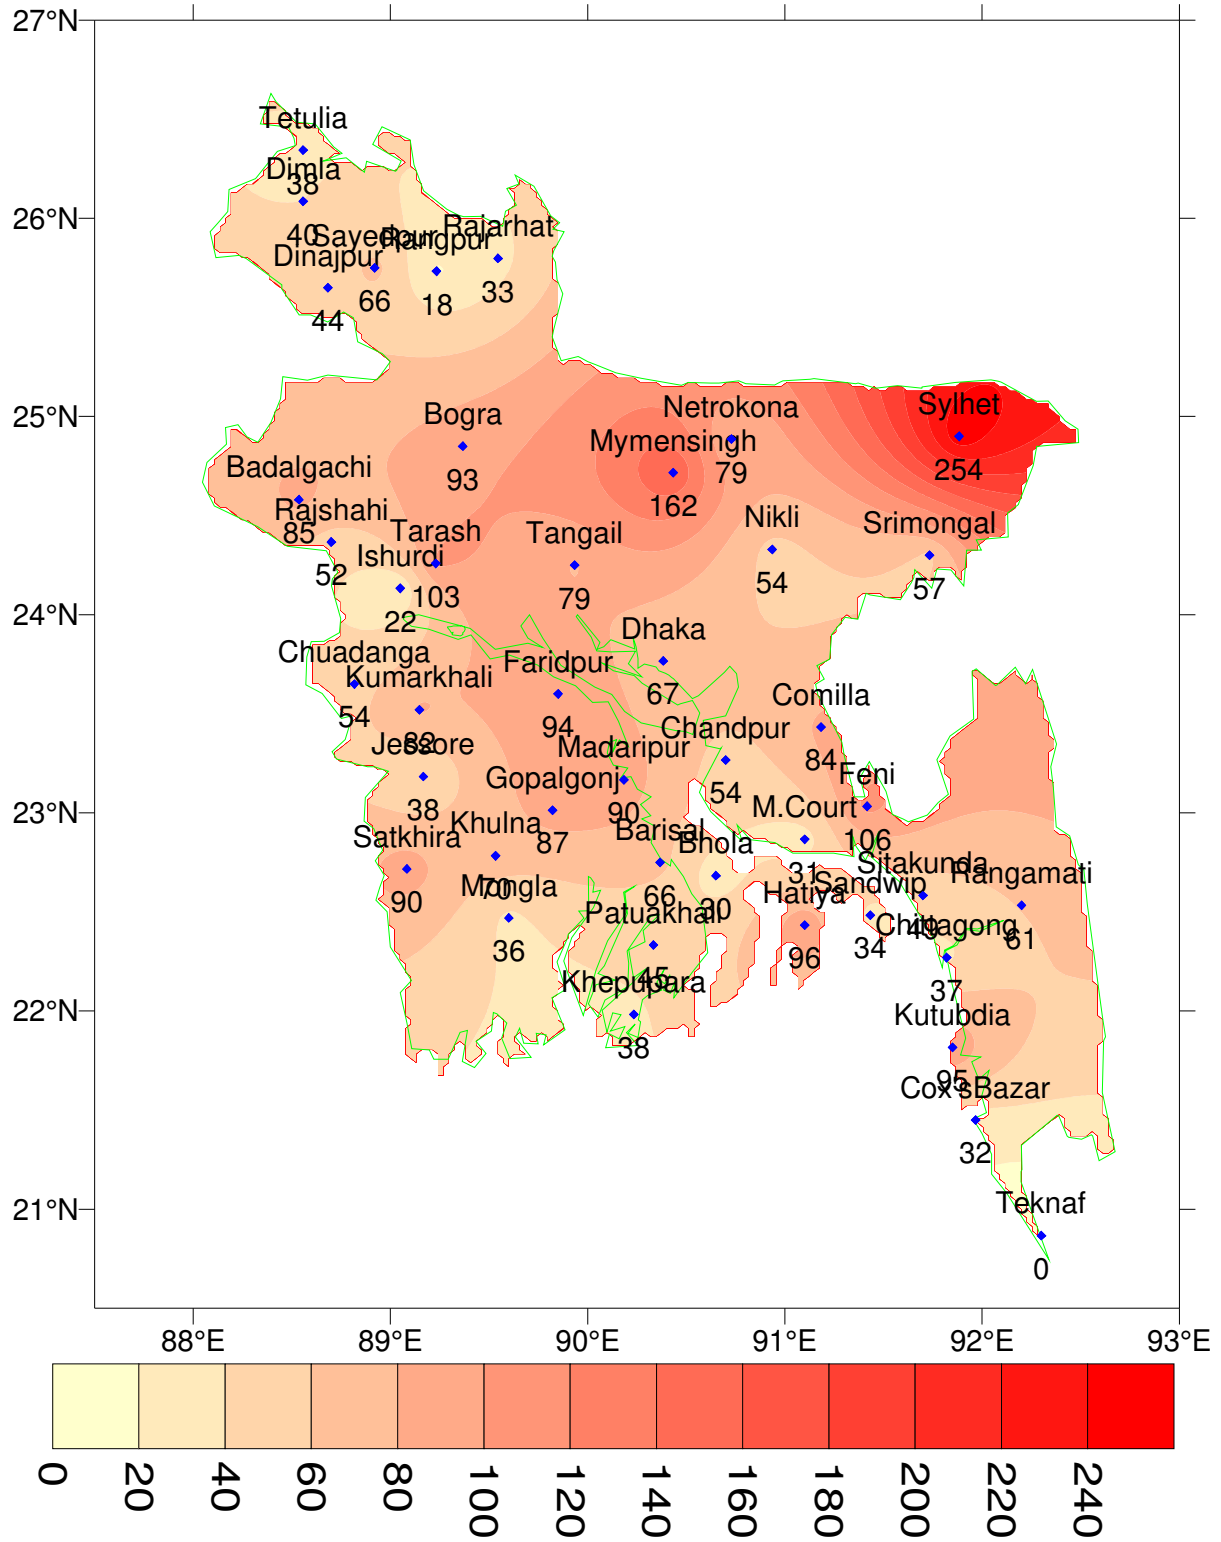 27°N
Tetulia
Dimla
38
26°N
Rajarhat
40
Sayedpur
Rangpur
Dinajpur
33
66
18
44
25°N
Sylhet
Netrokona
Bogra
Mymensingh
Badalgachi
254
79
93
162
Rajshahi
Nikli
Srimongal
85
Tarash
Tangail
Ishurdi
52
54
57
103
79
22
24°N
Dhaka
Chuadanga
Faridpur
Kumarkhali
67
Comilla
54
94
Chandpur
82
Jessore
Madaripur
84
Feni
Gopalgonj
54
38
90
M.Court
23°N
Khulna
Barisal
Satkhira
87
Bhola
106
31
Sitakunda
Rangamati
Sandwip
70
Mongla
66
Hatiya
90
30
Patuakhali
49
Chittagong
61
36
96
34
45
Khepupara
37
22°N
Kutubdia
38
95
Cox'sBazar
32
21°N
Teknaf
0
88°E
89°E
90°E
91°E
92°E
93°E
0
20
40
60
80
100
120
140
160
180
200
220
240